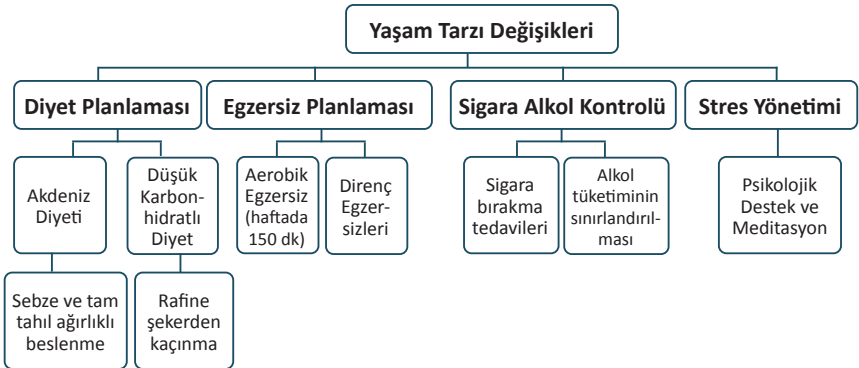 Yaşam Tarzı Değişikleri
Diyet Planlaması
Egzersiz Planlaması
Sigara Alkol Kontrolü
Stres Yönetimi
Akdeniz
Diyeti
Düşük
Karbon-
hidratlı
Diyet
Aerobik
Egzersiz
(haftada
150 dk)
Direnç
Egzer-
sizleri
Sigara
bırakma
tedavileri
Alkol
tüketiminin
sınırlandırıl-
ması
Psikolojik
Destek ve
Meditasyon
Sebze ve tam
tahıl ağırlıklı
beslenme
Rafine
şekerden
kaçınma